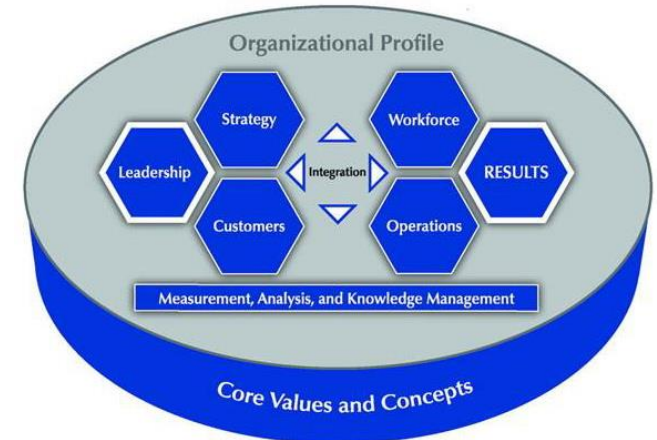 Organizational Profile
Strategy
Workforce
Leadership
Integration
RESULTS
Customers
Operations
Measurement, Analysis, and Knowledge Management
Core Values and Concepts